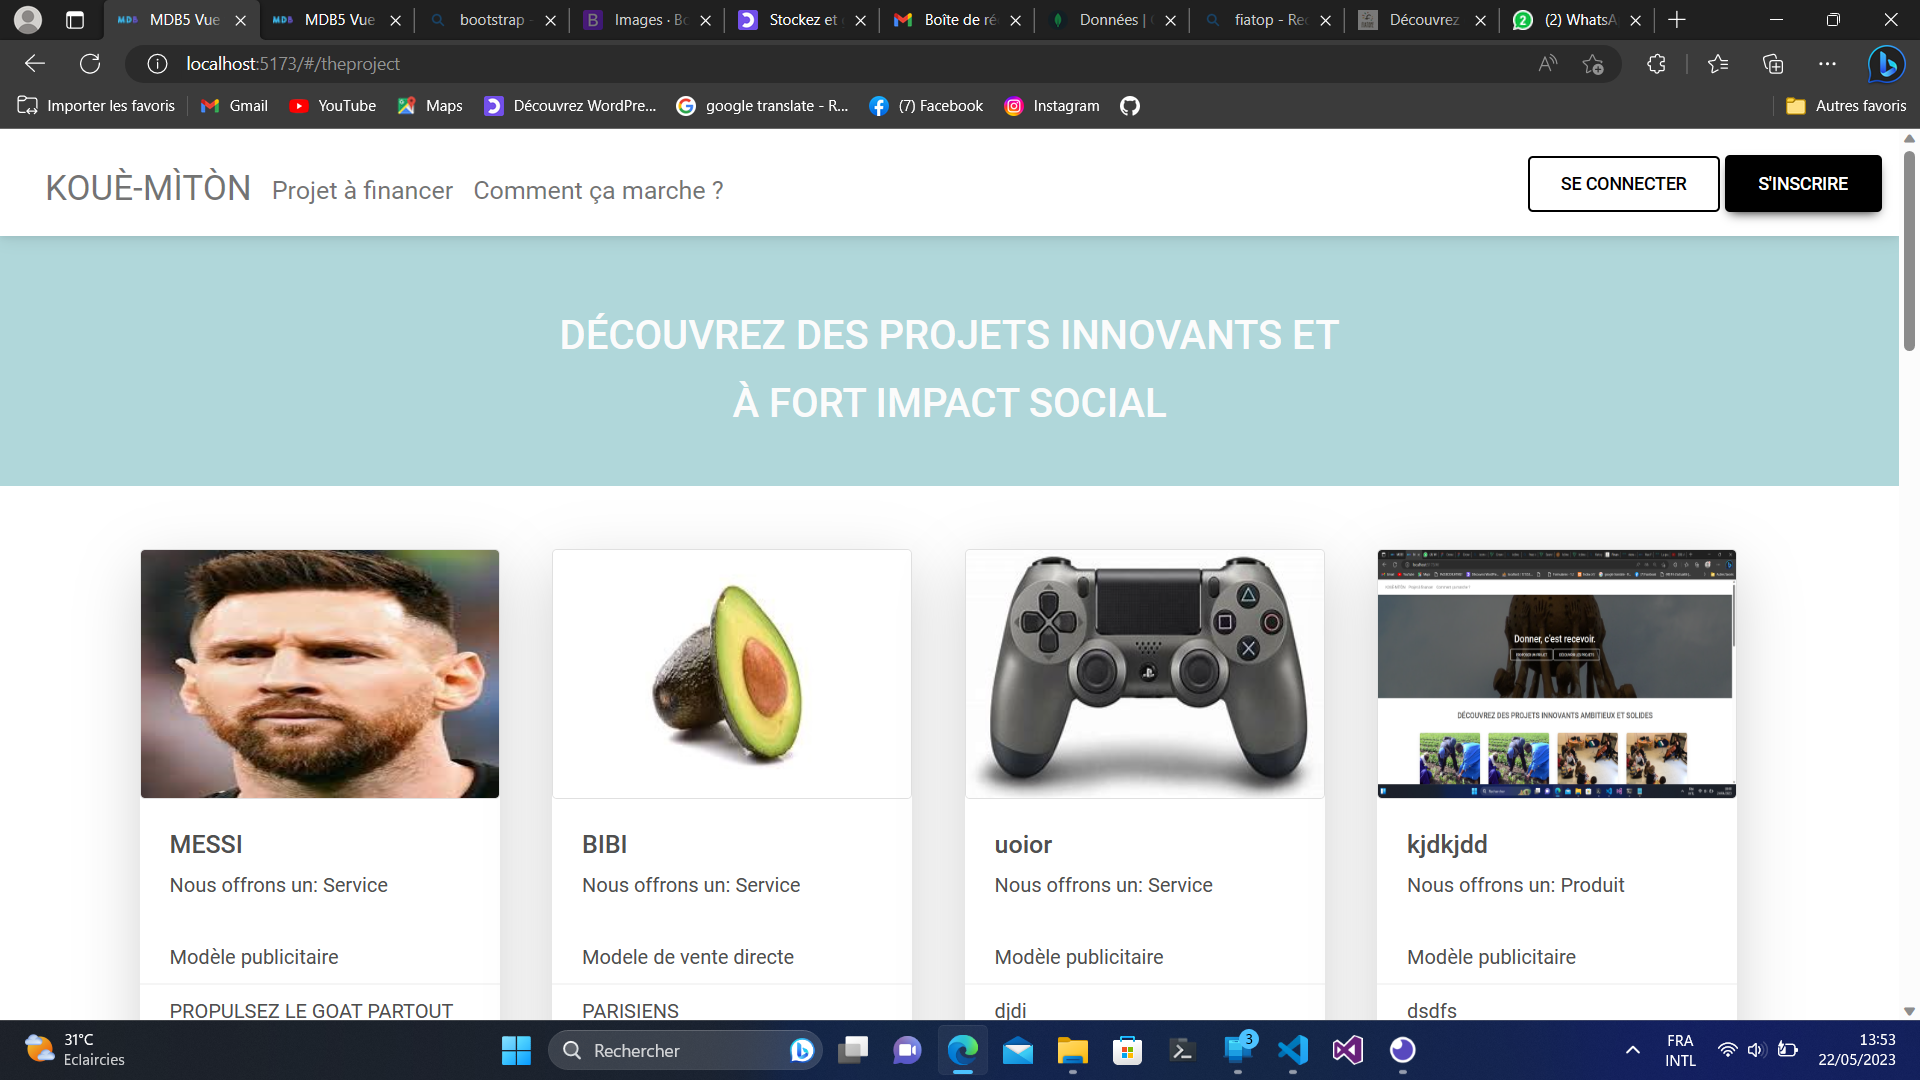 MDB5 Vue
MDB5 Vue
bootstrap -
Images · Bo
Stockez et
Boîte de ré
Données |
fiatop - Rec
Découvrez
(2) WhatsA
localhost:5173/#/theproject
Importer les favoris
Gmail
YouTube
Maps
Découvrez WordPre...
google translate - R...
(7) Facebook
Instagram
Autres favoris
KOUÈ-MÌTÒN
Projet à financer
Comment ça marche ?
SE CONNECTER
S'INSCRIRE
DÉCOUVREZ DES PROJETS INNOVANTS ET
À FORT IMPACT SOCIAL
Donner, c'est recevoir.
DÉCOUVREZ DES PROJETS INNOVANTS AMBITIEUX ET SOLIDES
MESSI
Nous offrons un: Service
Modèle publicitaire
PROPULSEZ LE GOAT PARTOUT
BIBI
Nous offrons un: Service
Modele de vente directe
PARISIENS
uoior
Nous offrons un: Service
Modèle publicitaire
djdi
kjdkjdd
Nous offrons un: Produit
Modèle publicitaire
dsdfs
31°C
Eclaircies
Rechercher
3
FRA
INTL
13:53
22/05/2023